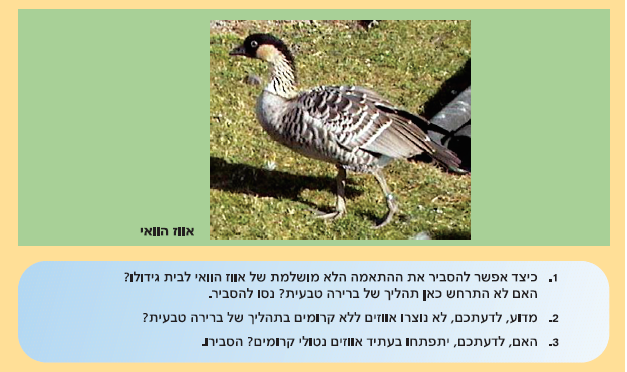 אווז הוואי
1. כיצד אפשר להסביר את ההתאמה הלא מושלמת של אווז הוואי לבית גידולו?
האם לא התרחש כאן תהליך של ברירה טבעית? נסו להסביר.
2. מדוע, לדעתכם, לא נוצרו אווזים ללא קרומים בתהליך של ברירה טבעית?
3. האם, לדעתכם, יתפתחו בעתיד אווזים נטולי קרומים? הסבירו.